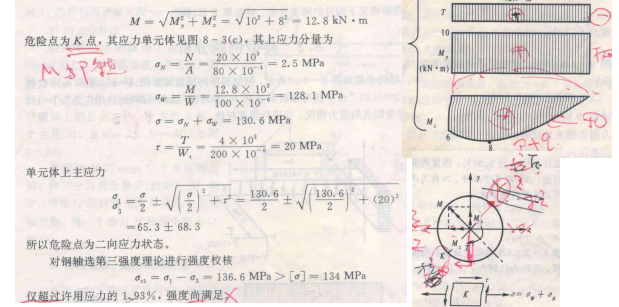 M = √(M_y² + M_z²) = √(10² + 8²) = 12.8 kN·m
危险点为 K 点，其应力单元体见图 8-3(c)，其上应力分量为
σ_N = N/A = (20 × 10³)/(80 × 10⁻⁴) = 2.5 MPa
σ_W = M/W = (12.8 × 10³)/(100 × 10⁻⁶) = 128.1 MPa
σ = σ_N + σ_W = 130.6 MPa
τ = T/W_t = (4 × 10³)/(200 × 10⁻⁶) = 20 MPa
单元体上主应力
σ₁ σ₃ = σ/2 ± √((σ/2)² + τ²) = 130.6/2 ± √((130.6/2)² + (20)²)
= 65.3 ± 68.3
所以危险点为二向应力状态。
对钢轴选第三强度理论进行强度校核
σ_r3 = σ₁ - σ₃ = 136.6 MPa > [σ] = 134 MPa
仅超过许用应力的 1.93%，强度尚满足
T
10
M_y
(kN·m)
M_z
6
8
P+q
y
M
M_z
K
z
K
τ
σ = σ_N + σ_W